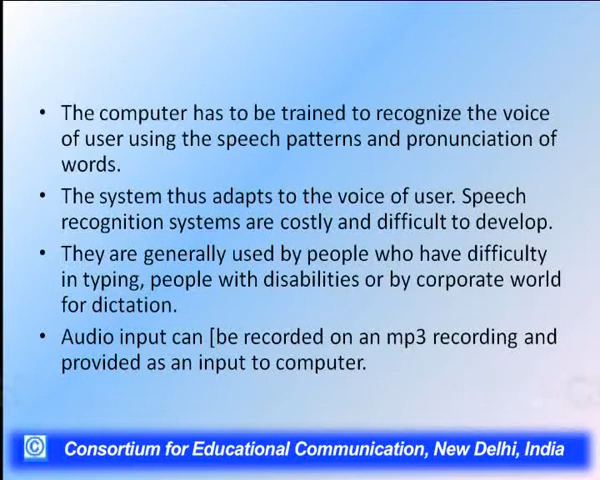 • The computer has to be trained to recognize the voice
of user using the speech patterns and pronunciation of
words.
• The system thus adapts to the voice of user. Speech
recognition systems are costly and difficult to develop.
• They are generally used by people who have difficulty
in typing, people with disabilities or by corporate world
for dictation.
• Audio input can [be recorded on an mp3 recording and
provided as an input to computer.
© Consortium for Educational Communication, New Delhi, India